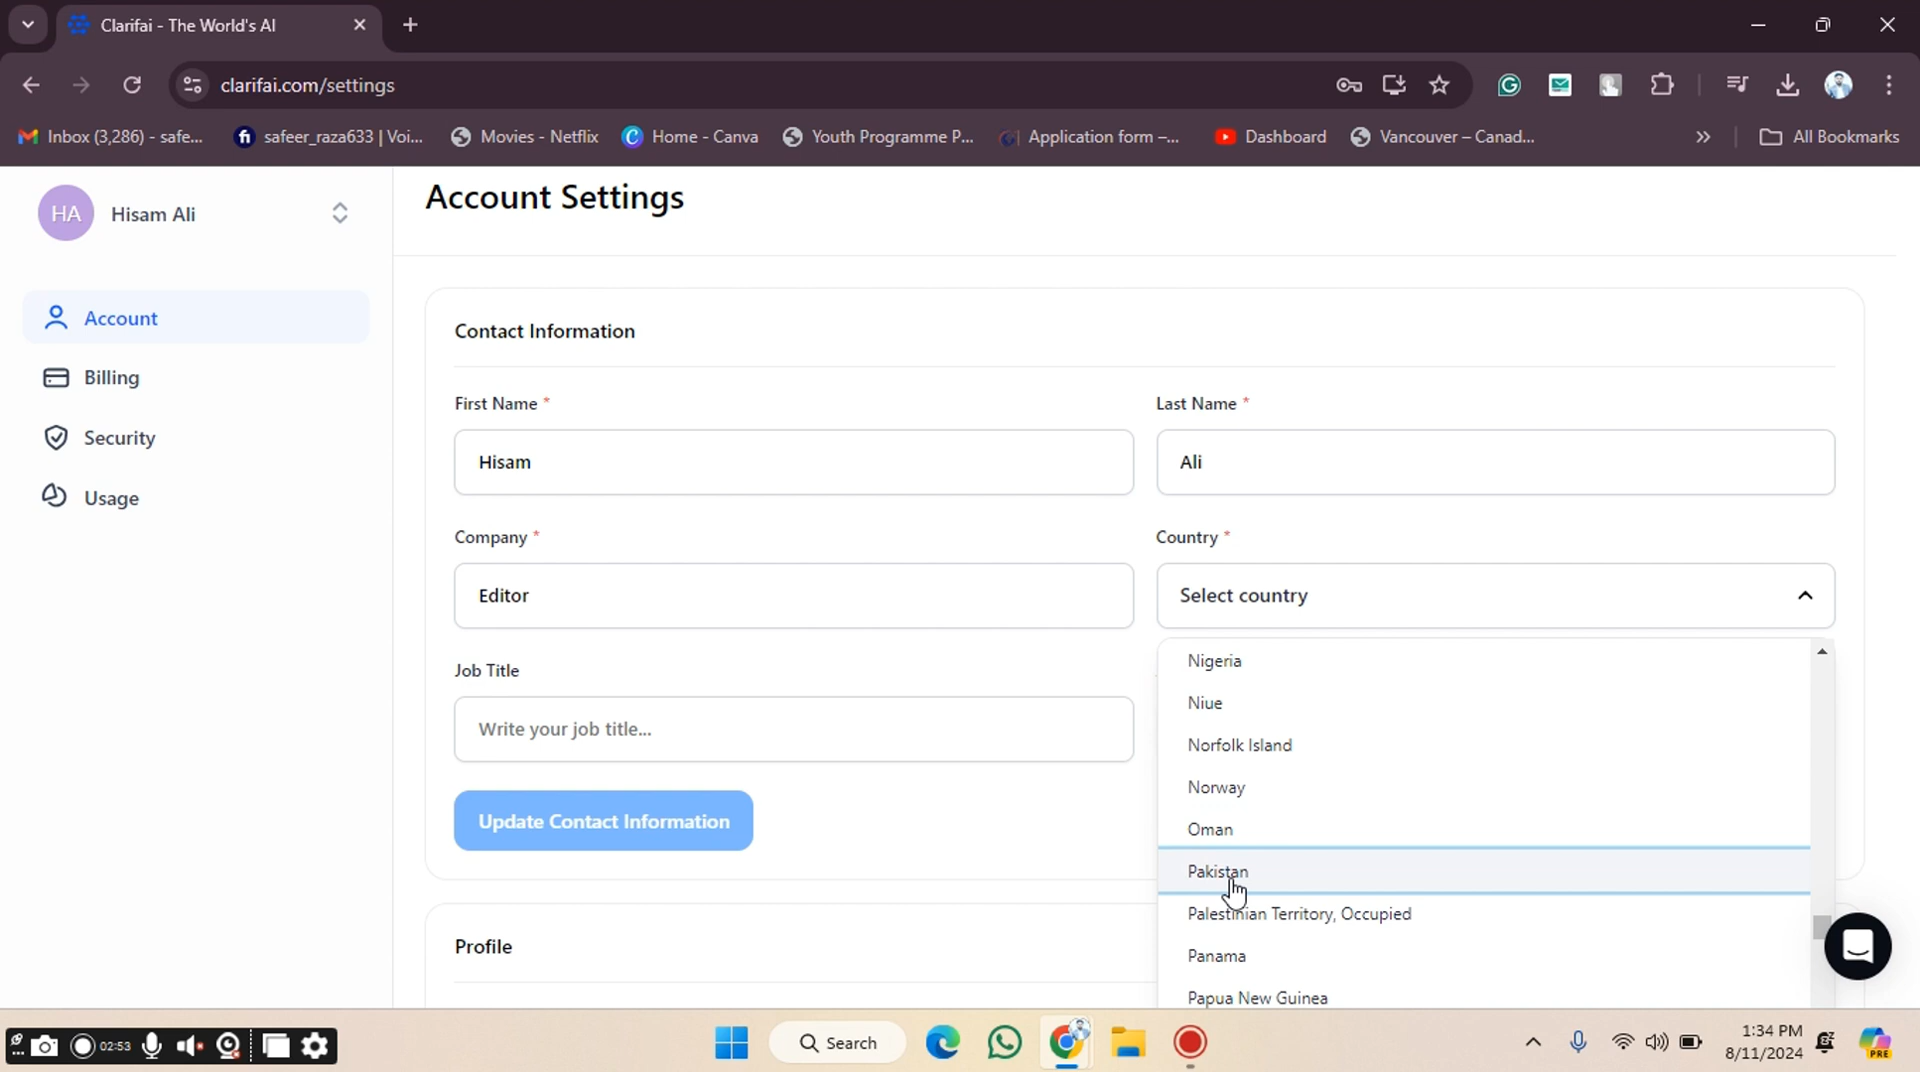 Clarifai - The World's AI
clarifai.com/settings
Inbox (3,286) - safe...
safeer_raza633 | Voi...
Movies - Netflix
Home - Canva
Youth Programme P...
Application form –...
Dashboard
Vancouver – Canad...
All Bookmarks
HA
Hisam Ali
Account
Billing
Security
Usage
Account Settings
Contact Information
First Name *
Last Name *
Hisam
Ali
Company *
Country *
Editor
Select country
Job Title
Write your job title...
Update Contact Information
Nigeria
Niue
Norfolk Island
Norway
Oman
Pakistan
Palestinian Territory, Occupied
Panama
Papua New Guinea
Profile
02:53
Search
1:34 PM
8/11/2024
PRE